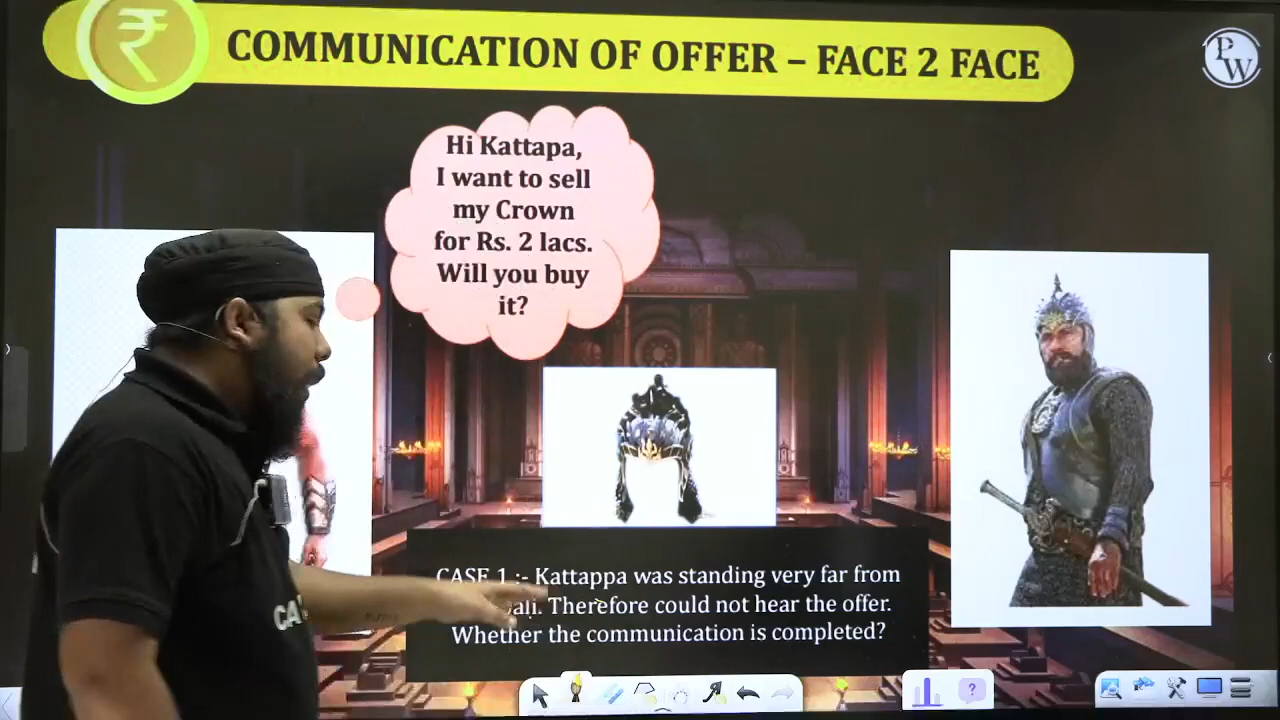 ₹
COMMUNICATION OF OFFER – FACE 2 FACE
PW
Hi Kattapa,
I want to sell
my Crown
for Rs. 2 lacs.
Will you buy
it?
CASE 1 :- Kattappa was standing very far from
Therefore could not hear the offer.
Whether the communication is completed?
CA
?